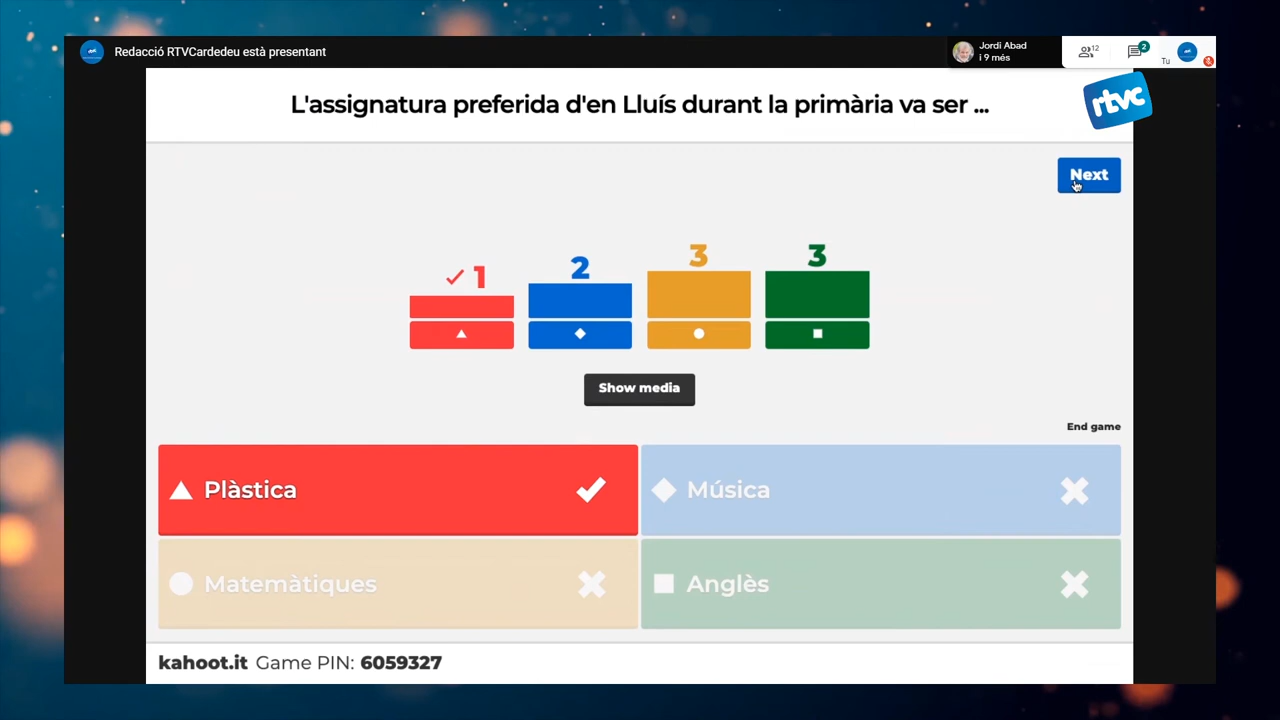 Redacció RTVCardedeu està presentant
Jordi Abad
i 9 més
12
2
Tu
rtvc
L'assignatura preferida d'en Lluís durant la primària va ser ...
Next
1
2
3
3
Show media
End game
Plàstica
Música
Matemàtiques
Anglès
kahoot.it Game PIN: 6059327